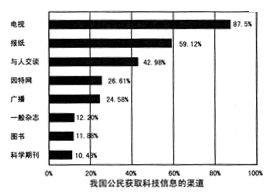 电视 87.5%
报纸 59.12%
与人交谈 42.98%
因特网 26.61%
广播 24.58%
一般杂志 12.20%
图书 11.88%
科学期刊 10.48%
0% 20% 40% 60% 80% 100%
我国公民获取科技信息的渠道